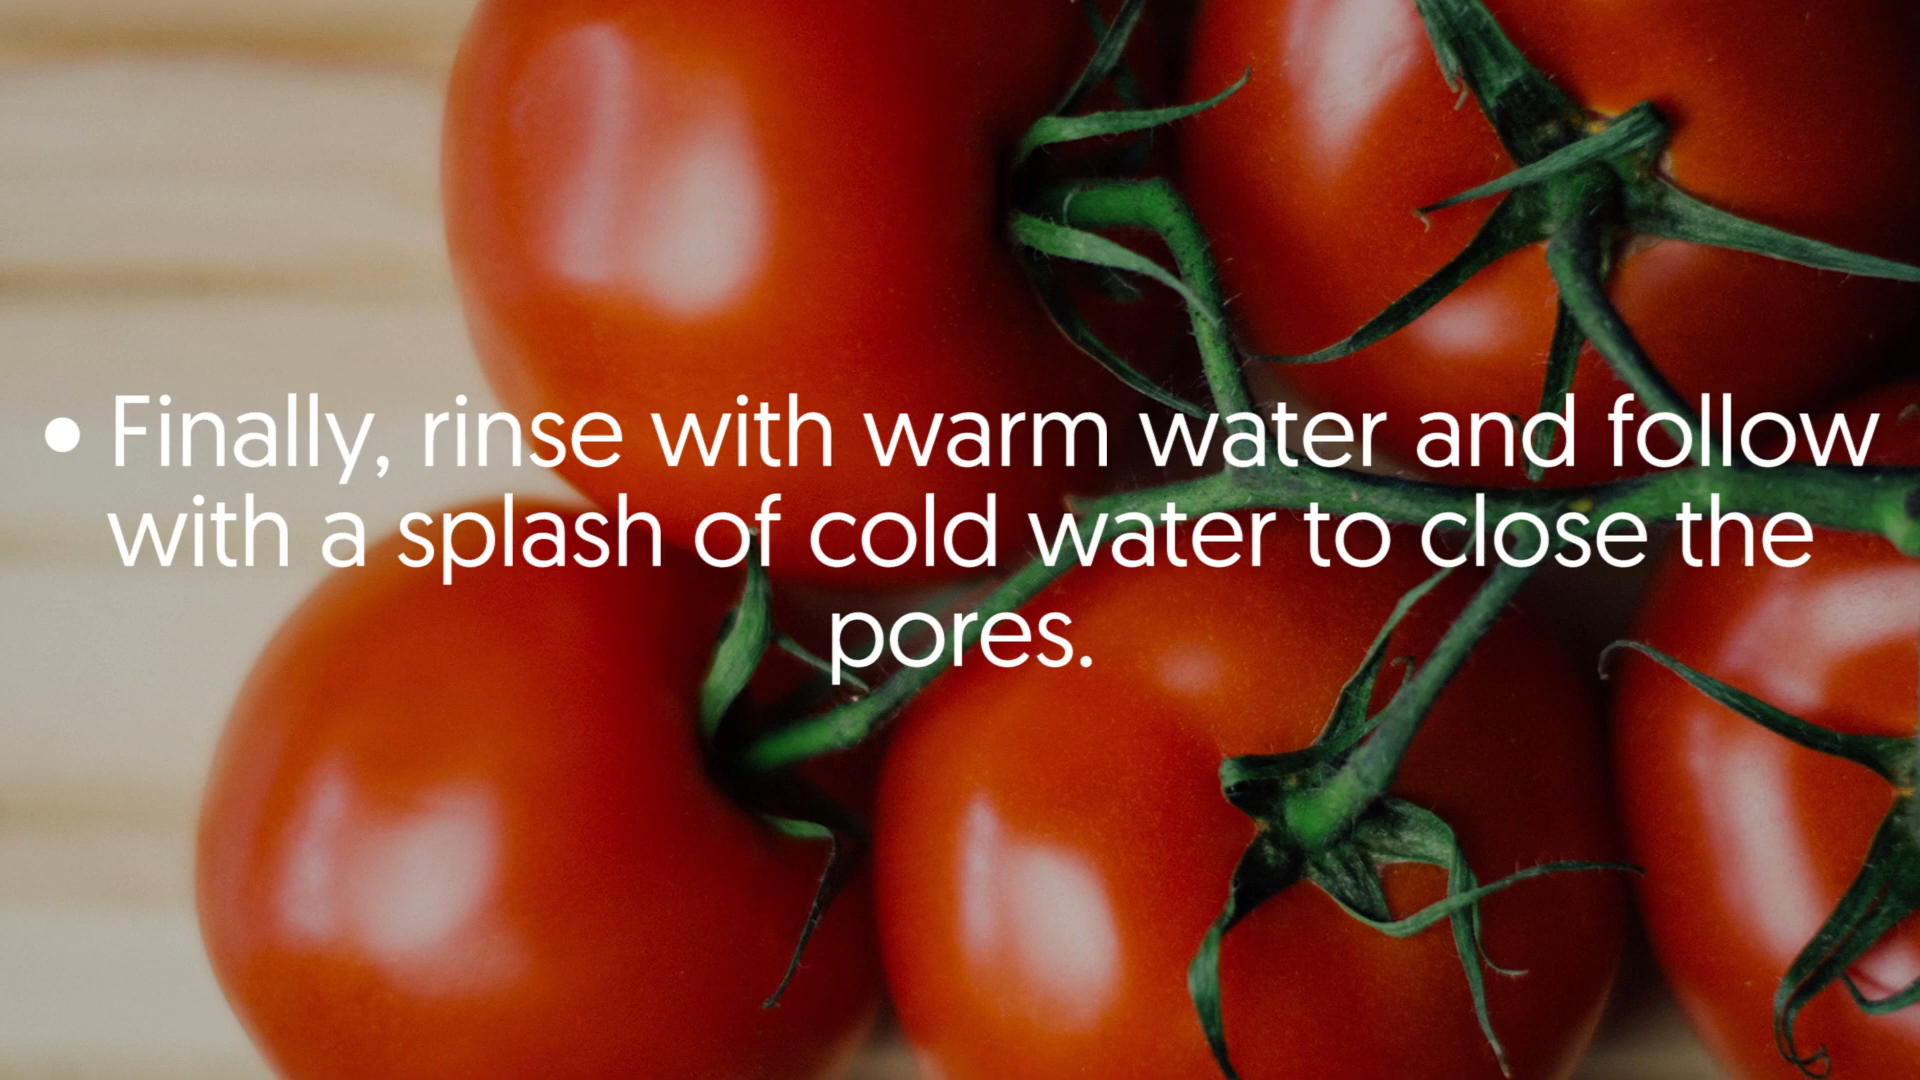 • Finally, rinse with warm water and follow
with a splash of cold water to close the
pores.